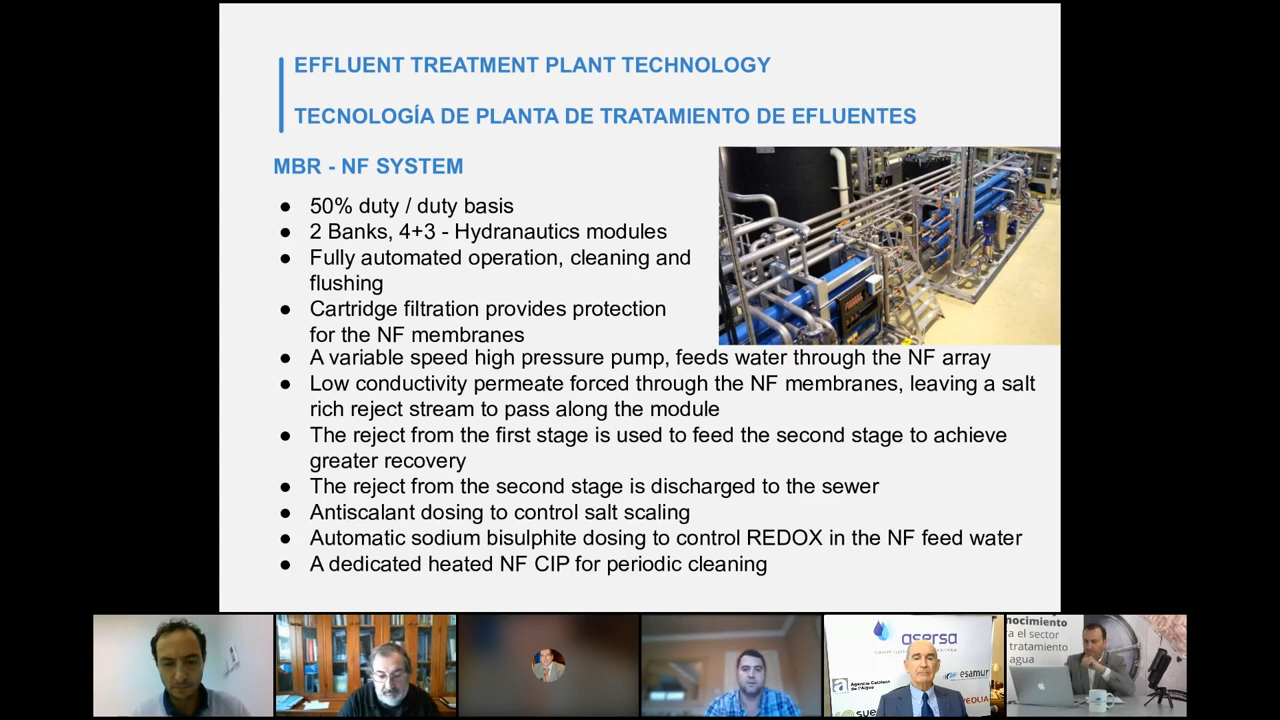 EFFLUENT TREATMENT PLANT TECHNOLOGY
TECNOLOGÍA DE PLANTA DE TRATAMIENTO DE EFLUENTES
MBR - NF SYSTEM
● 50% duty / duty basis
● 2 Banks, 4+3 - Hydranautics modules
● Fully automated operation, cleaning and
flushing
● Cartridge filtration provides protection
for the NF membranes
● A variable speed high pressure pump, feeds water through the NF array
● Low conductivity permeate forced through the NF membranes, leaving a salt
rich reject stream to pass along the module
● The reject from the first stage is used to feed the second stage to achieve
greater recovery
● The reject from the second stage is discharged to the sewer
● Antiscalant dosing to control salt scaling
● Automatic sodium bisulphite dosing to control REDOX in the NF feed water
● A dedicated heated NF CIP for periodic cleaning
asersa
Agència Catalana
de l'Aigua
esamur
SUE
EOLIA
nocimiento
a el sector
tratamiento
agua